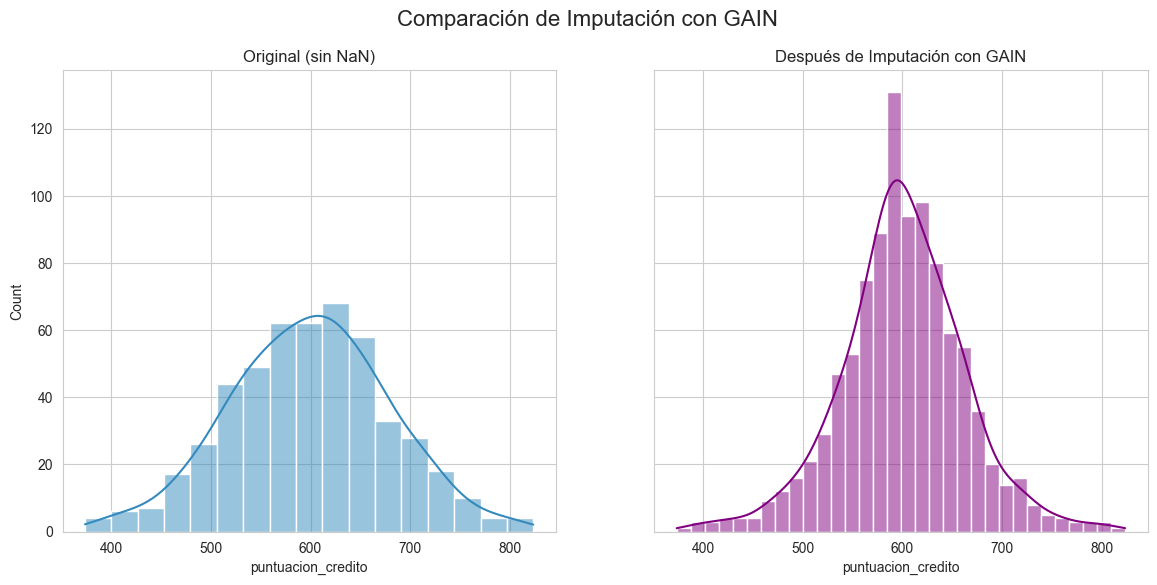 Comparación de Imputación con GAIN
Original (sin NaN)
Count
120
100
80
60
40
20
0
400 500 600 700 800
puntuacion_credito
Después de Imputación con GAIN
400 500 600 700 800
puntuacion_credito